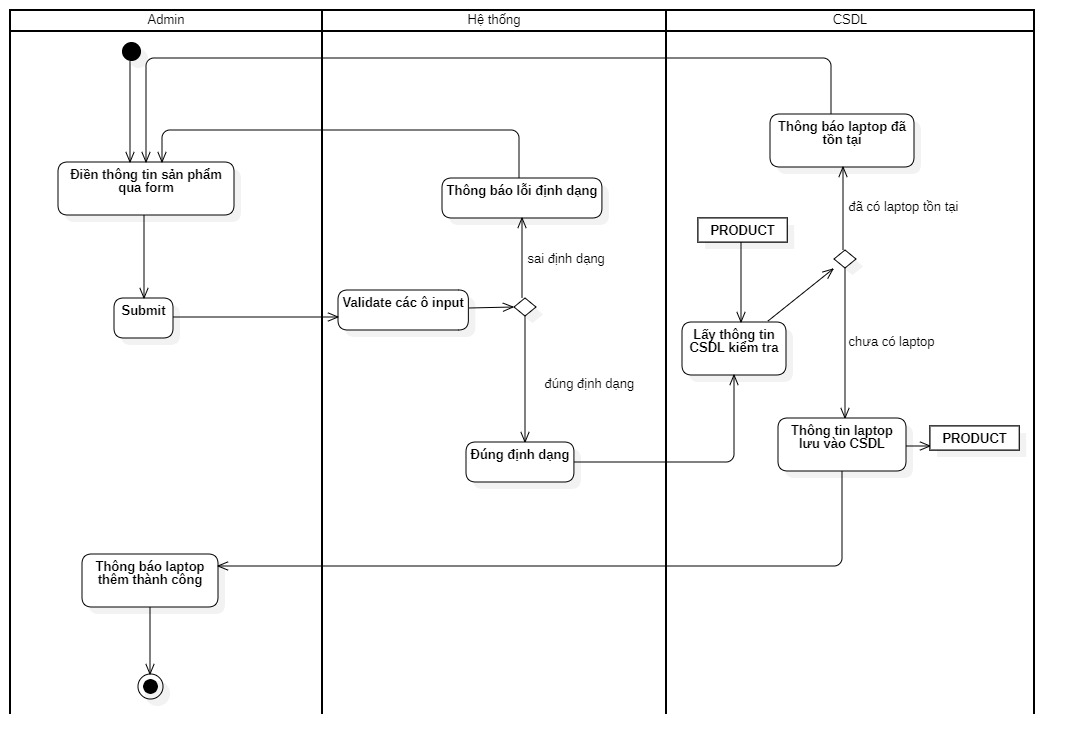 Admin
Hệ thống
CSDL
Điền thông tin sản phẩm
qua form
Submit
Thông báo laptop
thêm thành công
Thông báo lỗi định dạng
sai định dạng
Validate các ô input
đúng định dạng
Đúng định dạng
Thông báo laptop đã
tồn tại
đã có laptop tồn tại
PRODUCT
Lấy thông tin
CSDL kiểm tra
chưa có laptop
Thông tin laptop
lưu vào CSDL
PRODUCT